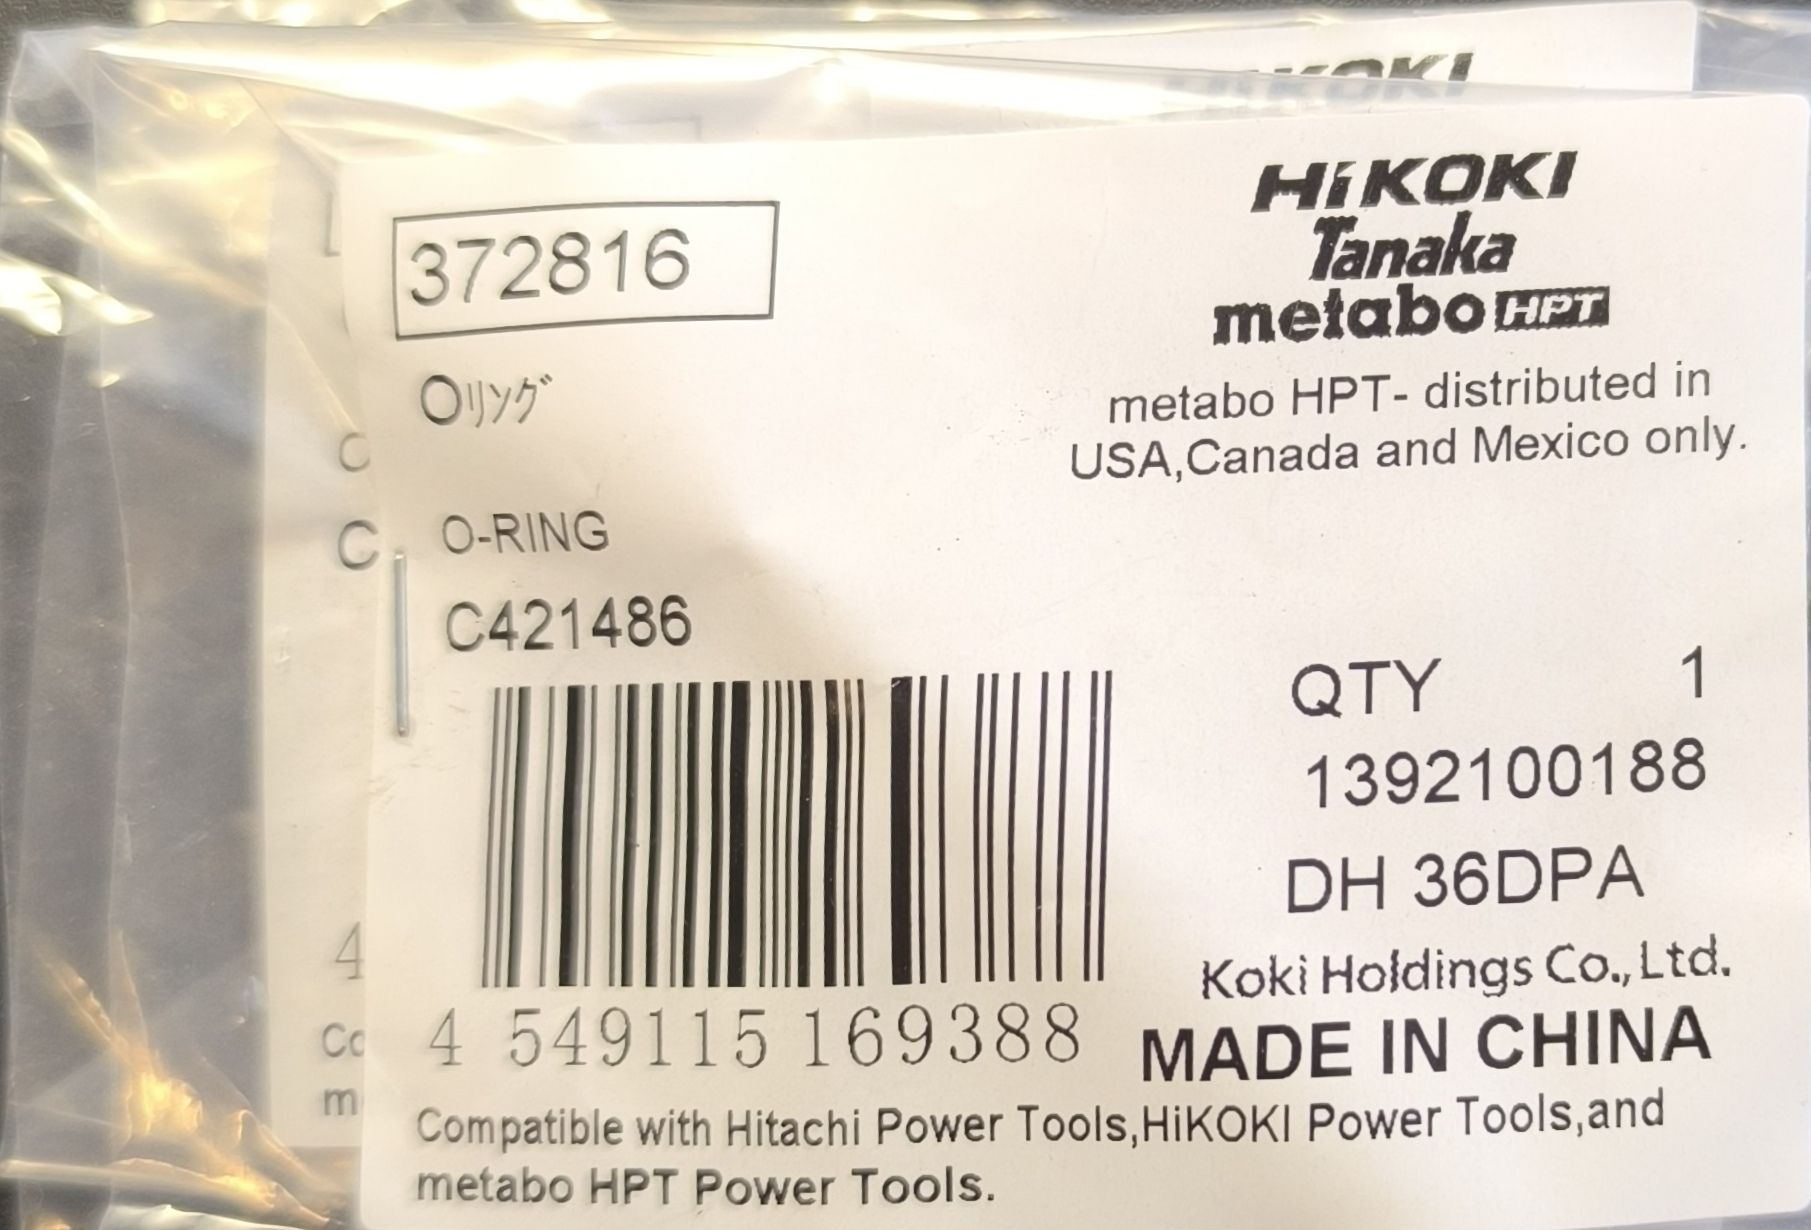 HiKOKI
HiKOKI
Tanaka
metabo HPT
372816
metabo HPT- distributed in
USA,Canada and Mexico only.
Oリング
O-RING
C421486
QTY 1
1392100188
DH 36DPA
Koki Holdings Co.,Ltd.
MADE IN CHINA
4 549115 169388
Compatible with Hitachi Power Tools,HiKOKI Power Tools,and
metabo HPT Power Tools.